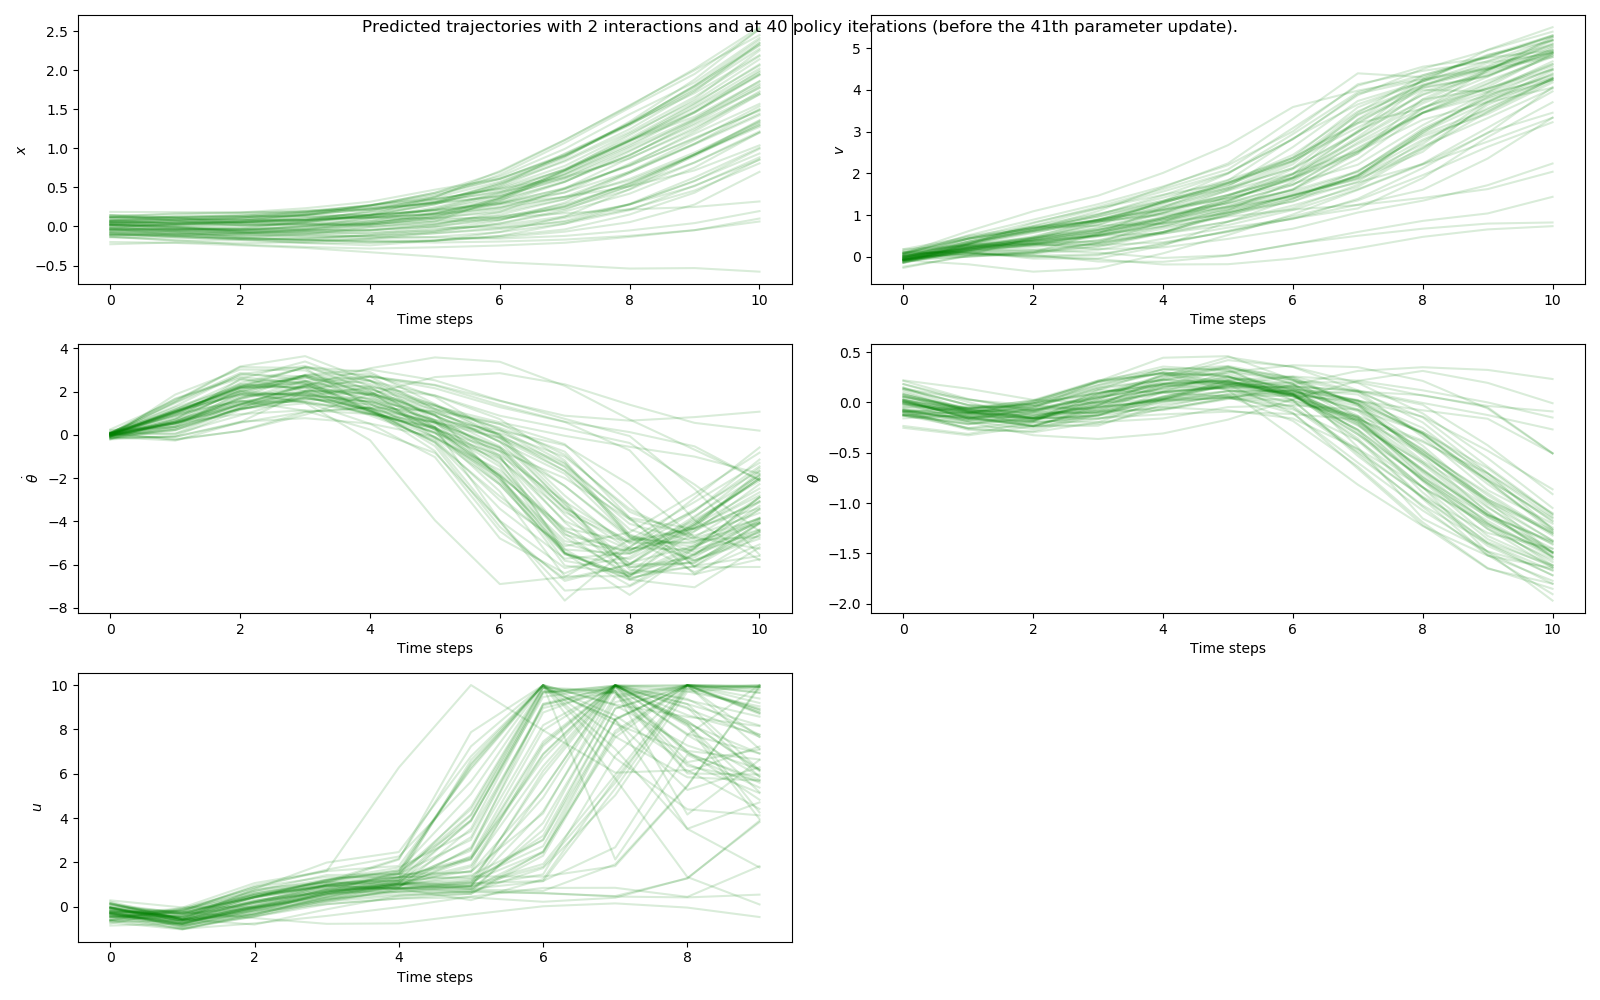 Predicted trajectories with 2 interactions and at 40 policy iterations (before the 41th parameter update).
2.5
2.0
1.5
1.0
0.5
0.0
−0.5
x
0 2 4 6 8 10
Time steps
5
4
3
2
1
0
v
0 2 4 6 8 10
Time steps
4
2
0
−2
−4
−6
−8
θ̇
0 2 4 6 8 10
Time steps
0.5
0.0
−0.5
−1.0
−1.5
−2.0
θ
0 2 4 6 8 10
Time steps
10
8
6
4
2
0
u
0 2 4 6 8
Time steps